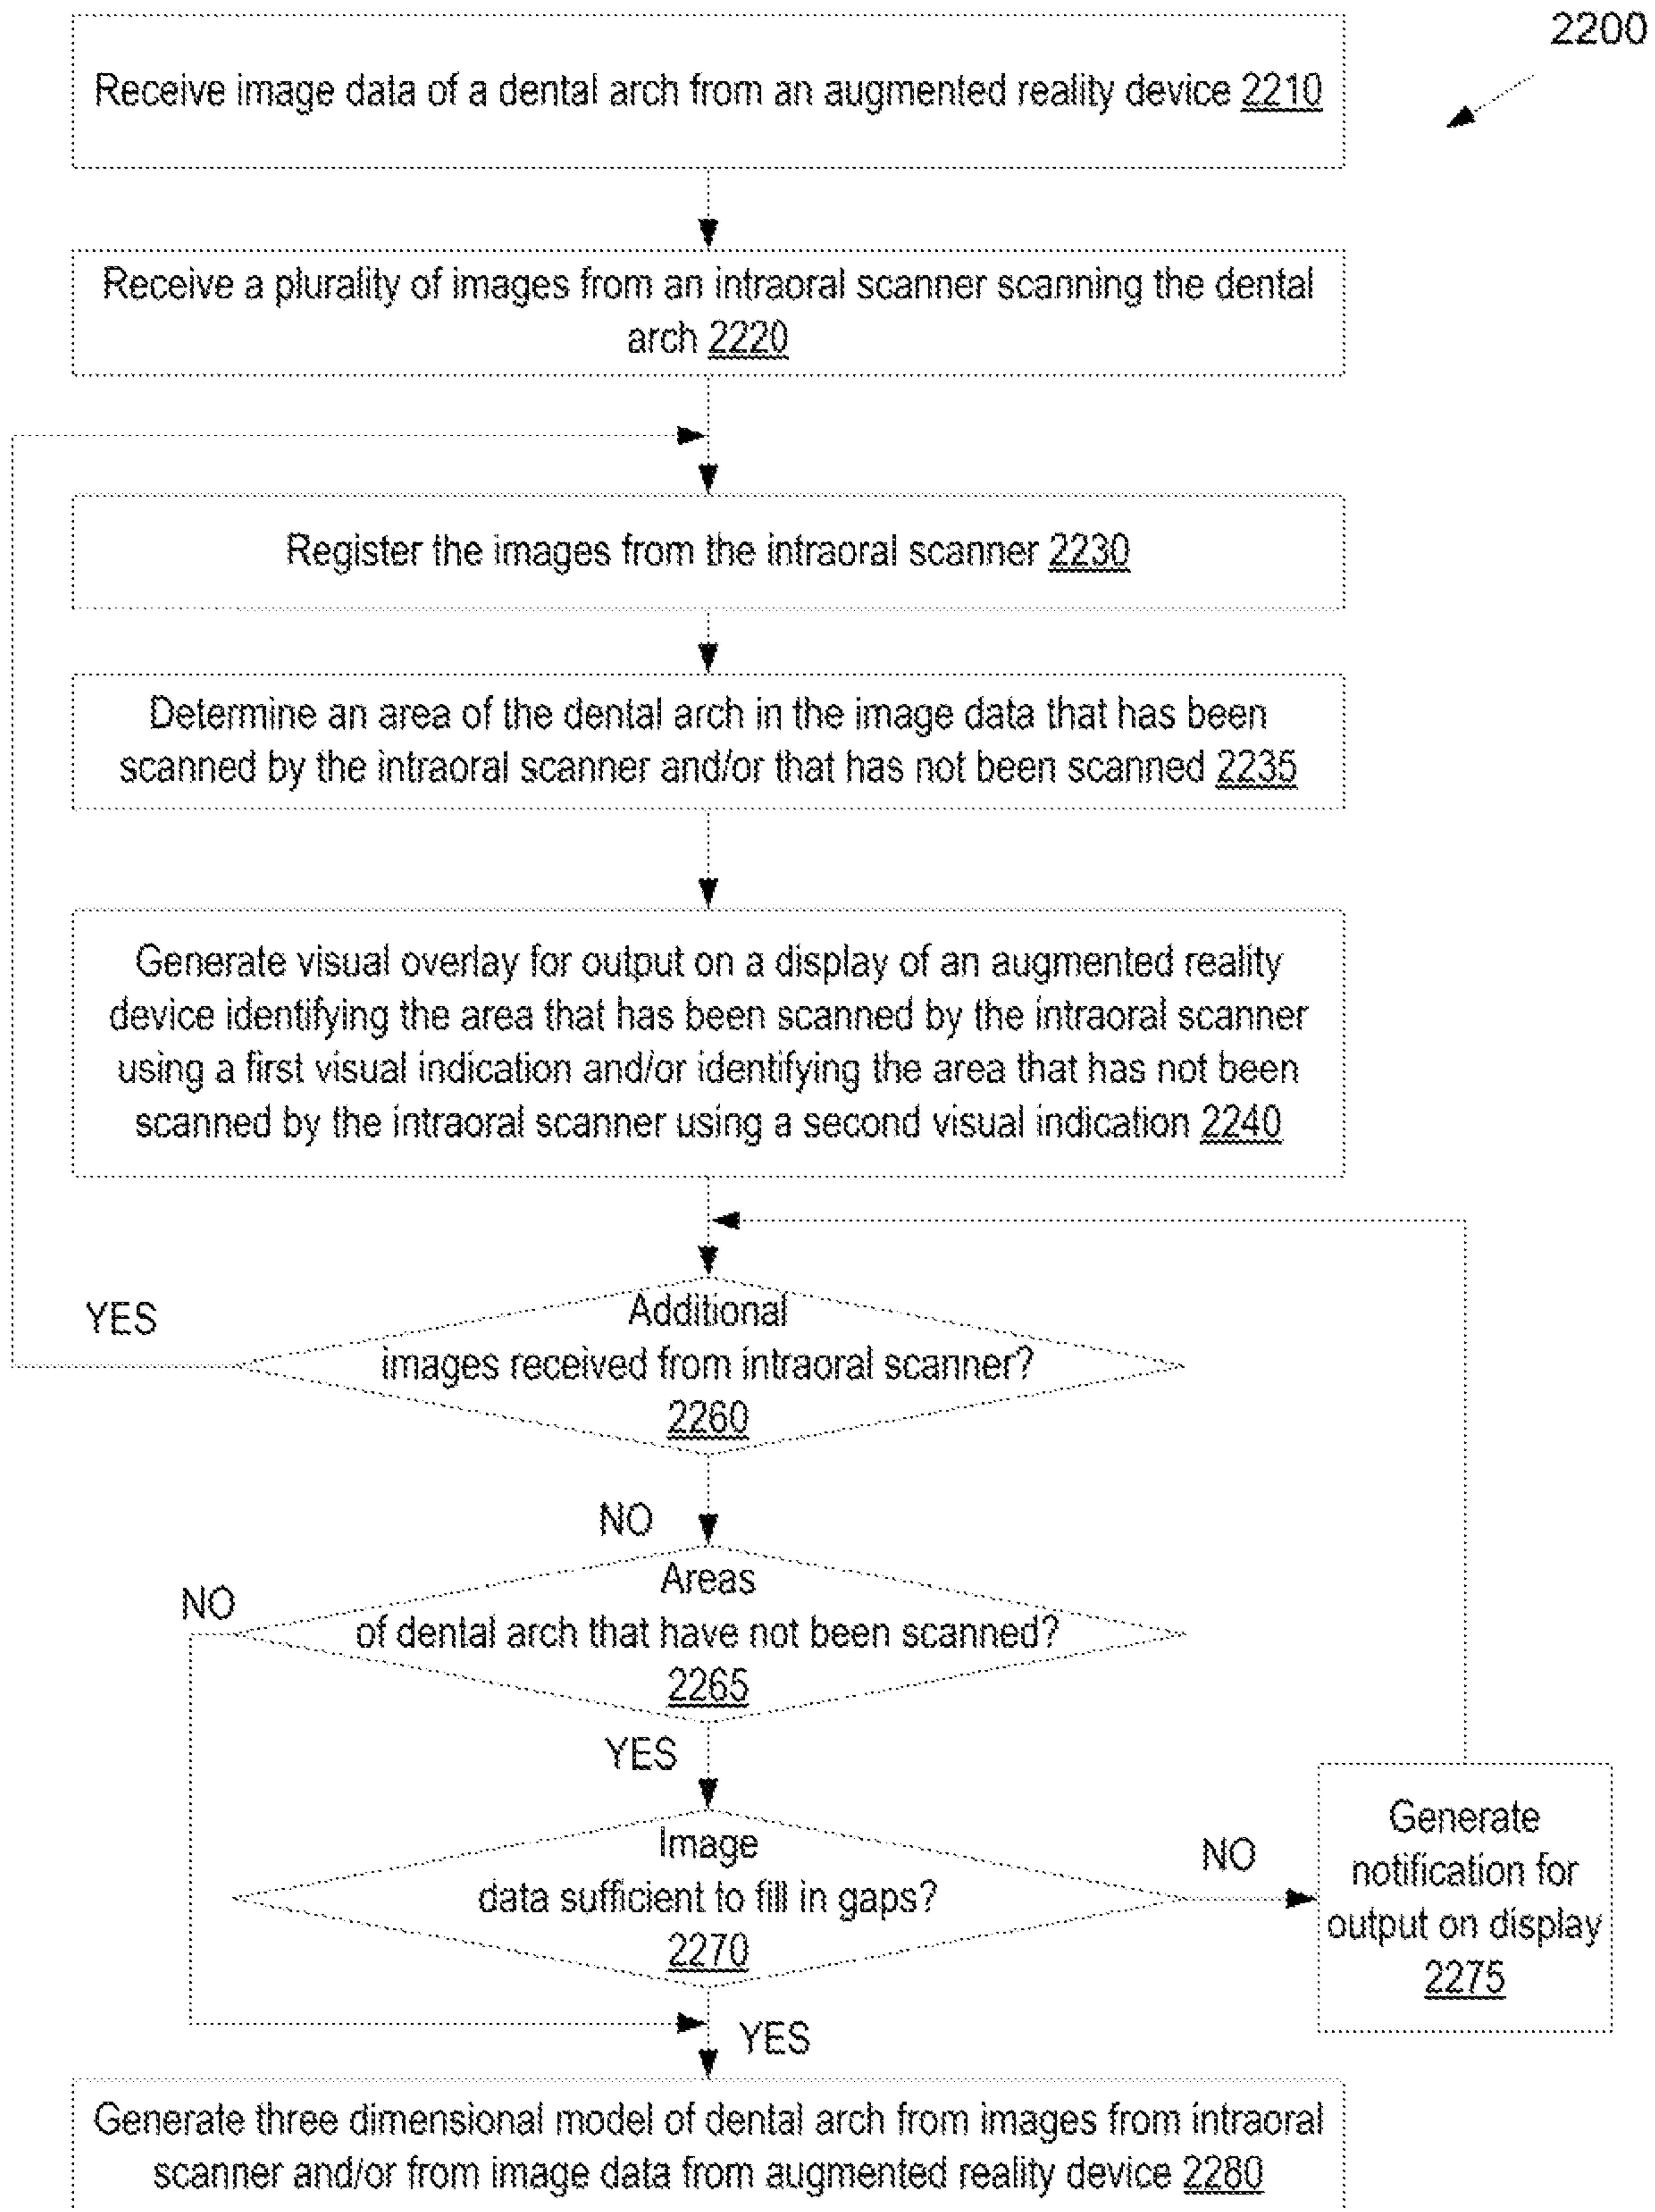 2200
Receive image data of a dental arch from an augmented reality device 2210
Receive a plurality of images from an intraoral scanner scanning the dental
arch 2220
Register the images from the intraoral scanner 2230
Determine an area of the dental arch in the image data that has been
scanned by the intraoral scanner and/or that has not been scanned 2235
Generate visual overlay for output on a display of an augmented reality
device identifying the area that has been scanned by the intraoral scanner
using a first visual indication and/or identifying the area that has not been
scanned by the intraoral scanner using a second visual indication 2240
YES
Additional
images received from intraoral scanner?
2260
NO
NO
Areas
of dental arch that have not been scanned?
2265
YES
Image
data sufficient to fill in gaps?
2270
NO
Generate
notification for
output on display
2275
YES
Generate three dimensional model of dental arch from images from intraoral
scanner and/or from image data from augmented reality device 2280